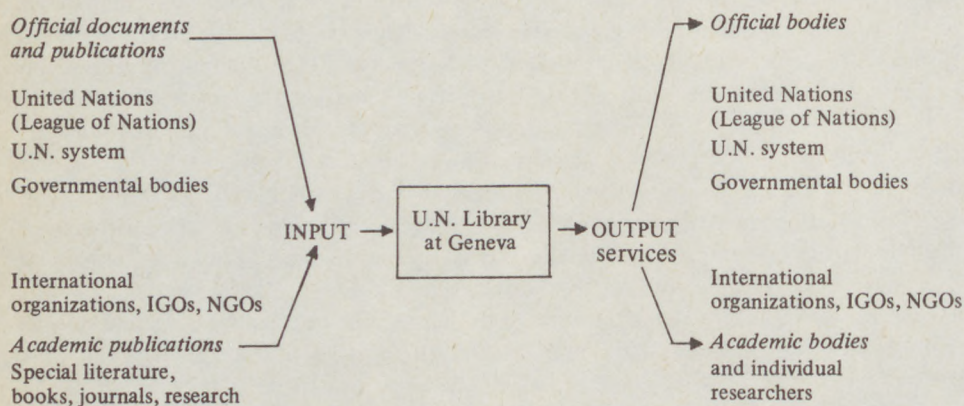 Official documents
and publications
United Nations
(League of Nations)
U.N. system
Governmental bodies
International
organizations, IGOs, NGOs
Academic publications
Special literature,
books, journals, research
INPUT
U.N. Library
at Geneva
OUTPUT
services
Official bodies
United Nations
(League of Nations)
U.N. system
Governmental bodies
International
organizations, IGOs, NGOs
Academic bodies
and individual
researchers